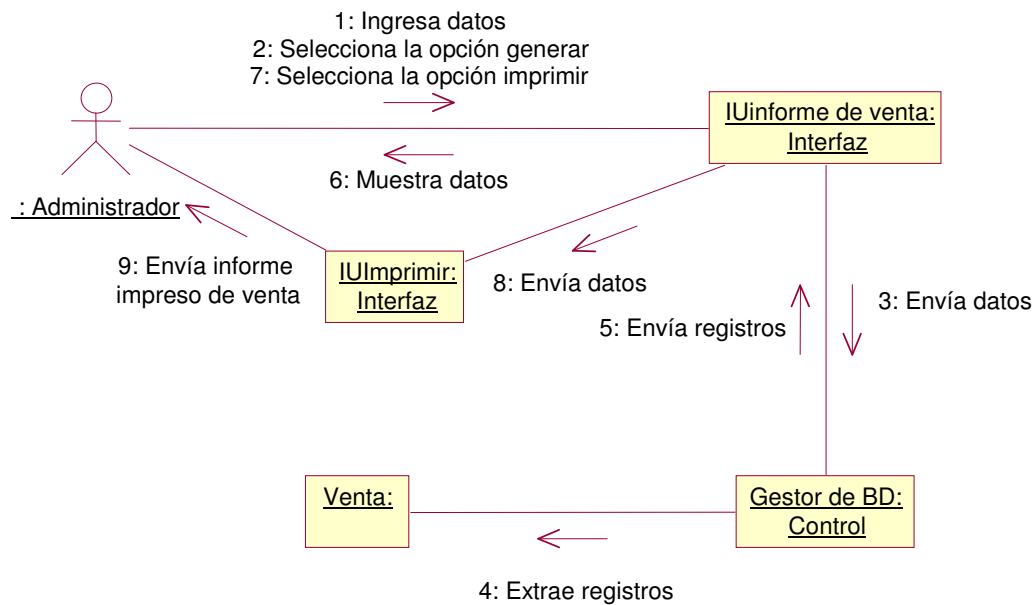 1: Ingresa datos
2: Selecciona la opción generar
7: Selecciona la opción imprimir
IUinforme de venta:
Interfaz
6: Muestra datos
: Administrador
9: Envía informe
impreso de venta
IUImprimir:
Interfaz
8: Envía datos
3: Envía datos
5: Envía registros
Venta:
Gestor de BD:
Control
4: Extrae registros